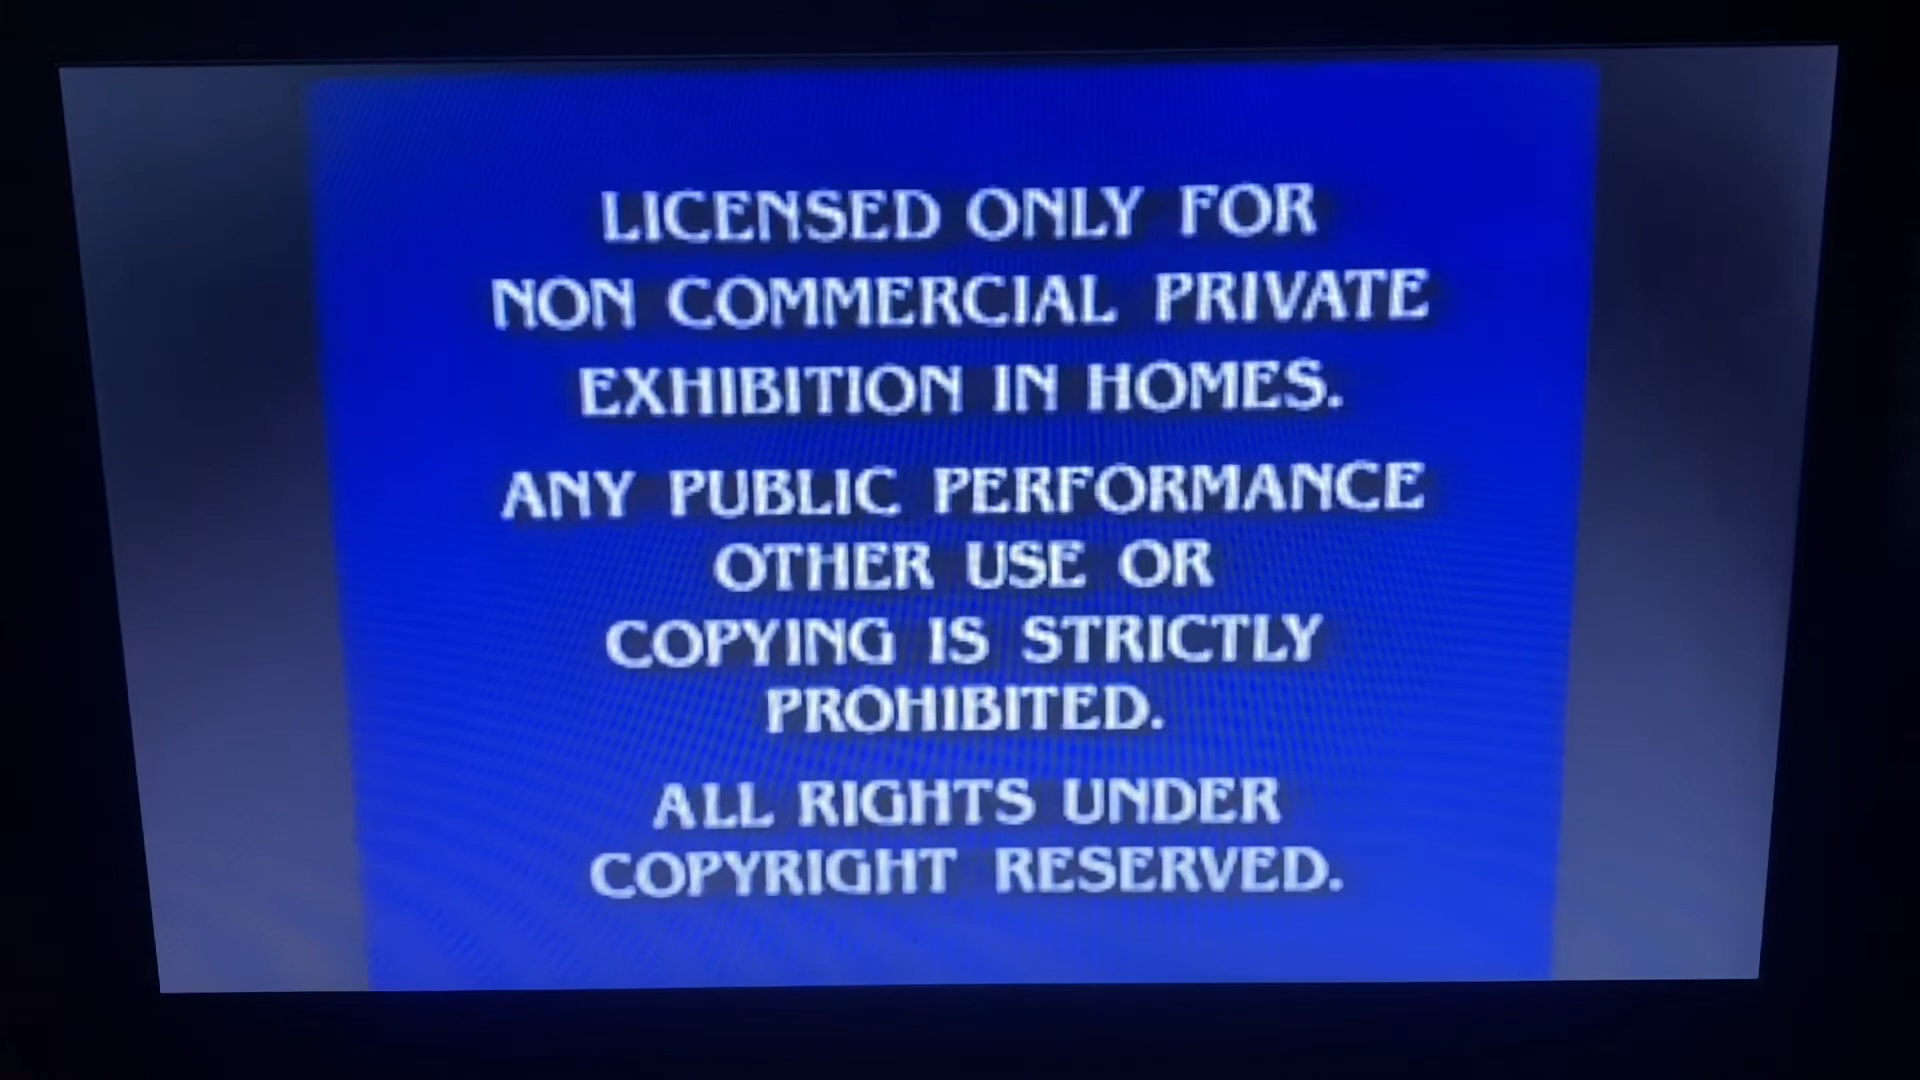 LICENSED ONLY FOR
NON COMMERCIAL PRIVATE
EXHIBITION IN HOMES.
ANY PUBLIC PERFORMANCE
OTHER USE OR
COPYING IS STRICTLY
PROHIBITED.
ALL RIGHTS UNDER
COPYRIGHT RESERVED.